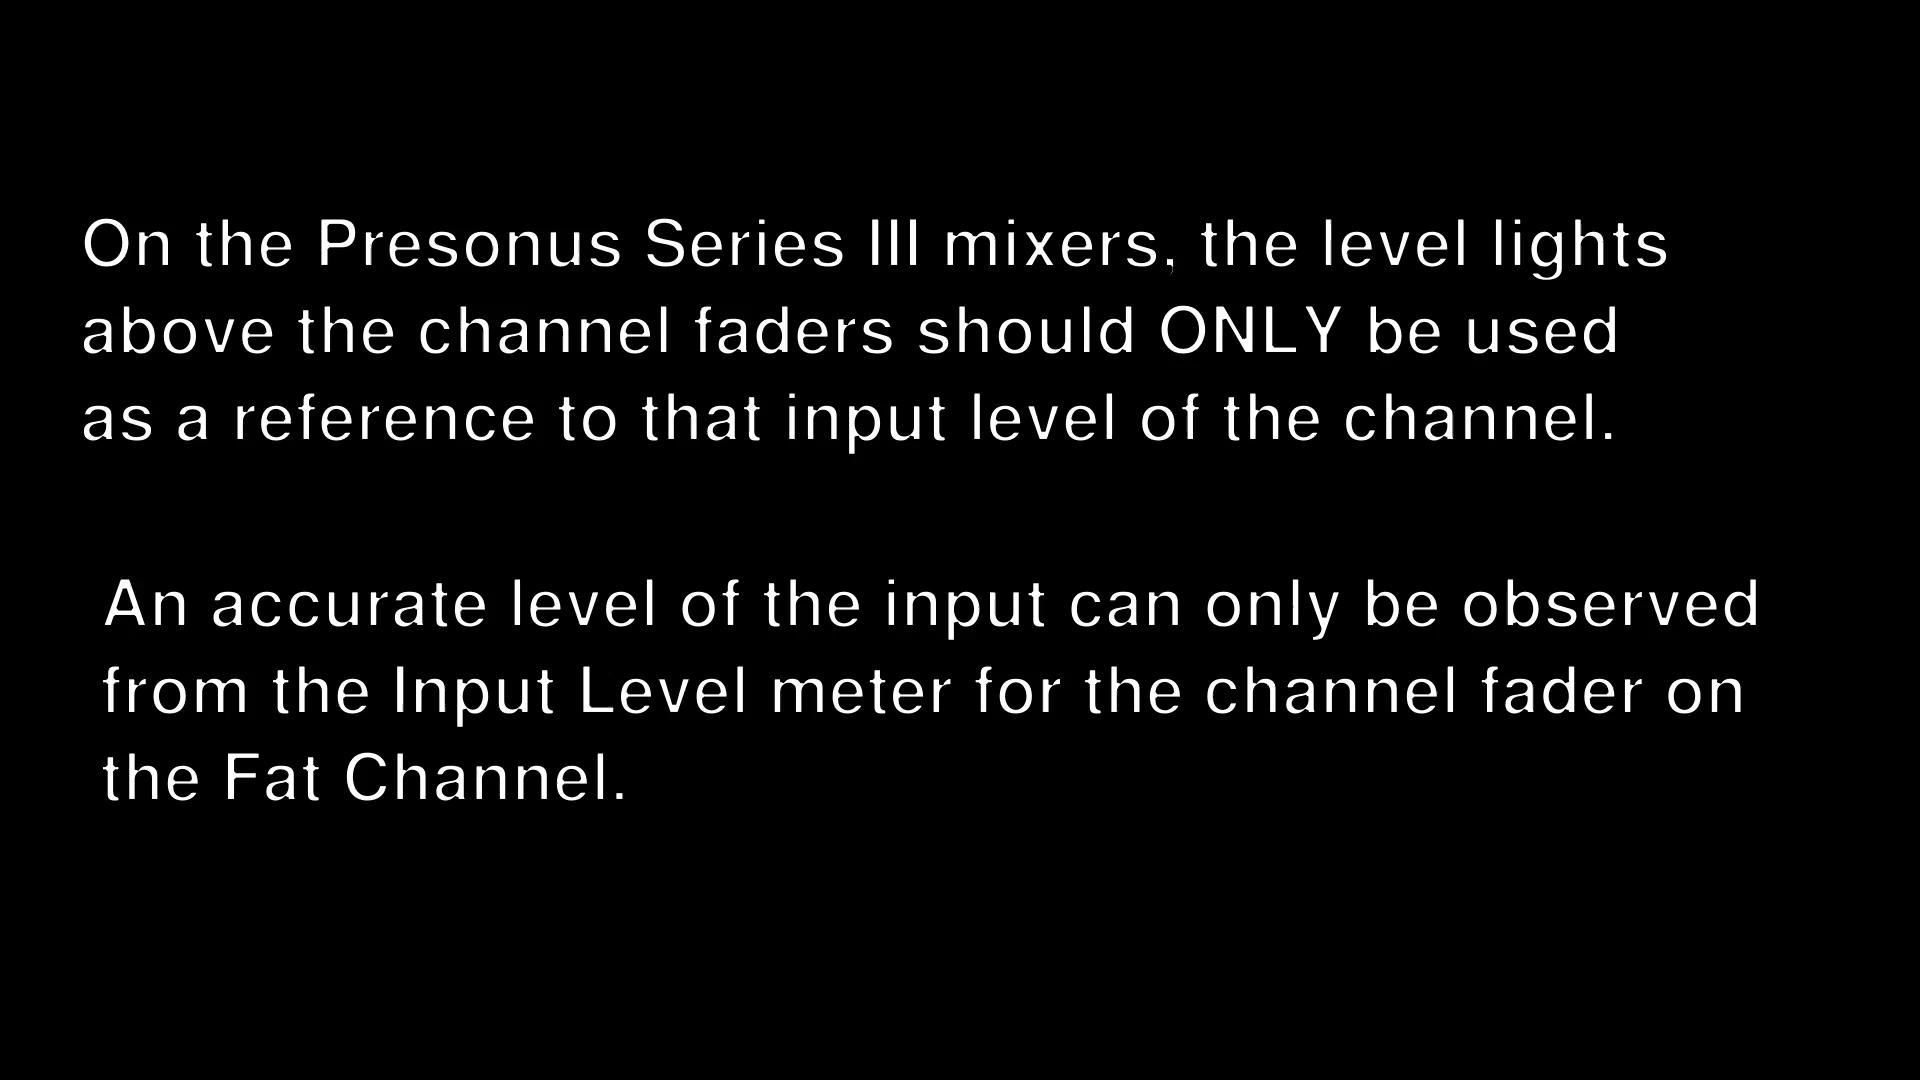 On the Presonus Series III mixers, the level lights
above the channel faders should ONLY be used
as a reference to that input level of the channel.
An accurate level of the input can only be observed
from the Input Level meter for the channel fader on
the Fat Channel.